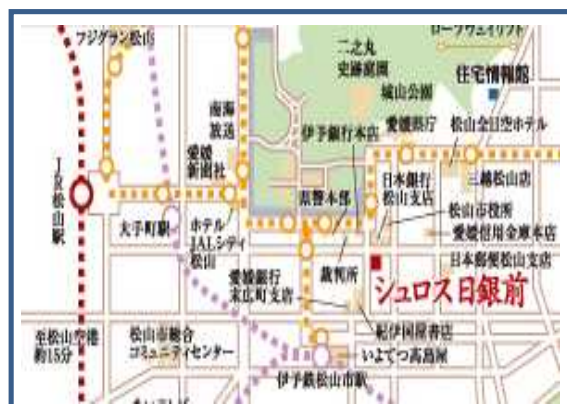 フジグラン松山
ロープウェイリフト
二之丸
史跡庭園
住宅情報館
城山公園
南海
放送
伊予銀行本店
愛媛県庁
松山全日空ホテル
愛媛
新聞社
JR松山駅
県警本部
日本銀行
松山支店
三越松山店
大手町駅
ホテル
JALシティ
松山
松山市役所
愛媛信用金庫本店
裁判所
日本郵便松山支店
愛媛銀行
末広町支店
シュロス日銀前
至松山空港
約15分
松山市総合
コミュニティセンター
紀伊国屋書店
いよてつ高島屋
伊予鉄松山市駅